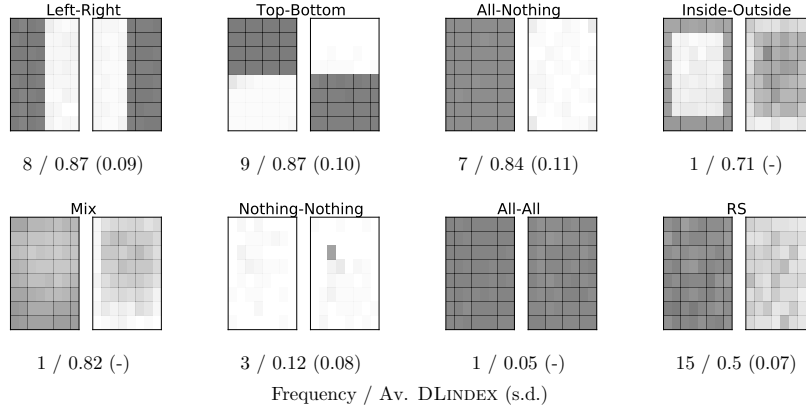 Left-Right Top-Bottom All-Nothing Inside-Outside
8 / 0.87 (0.09) 9 / 0.87 (0.10) 7 / 0.84 (0.11) 1 / 0.71 (-)
Mix Nothing-Nothing All-All RS
1 / 0.82 (-) 3 / 0.12 (0.08) 1 / 0.05 (-) 15 / 0.5 (0.07)
Frequency / Av. DLINDEX (s.d.)